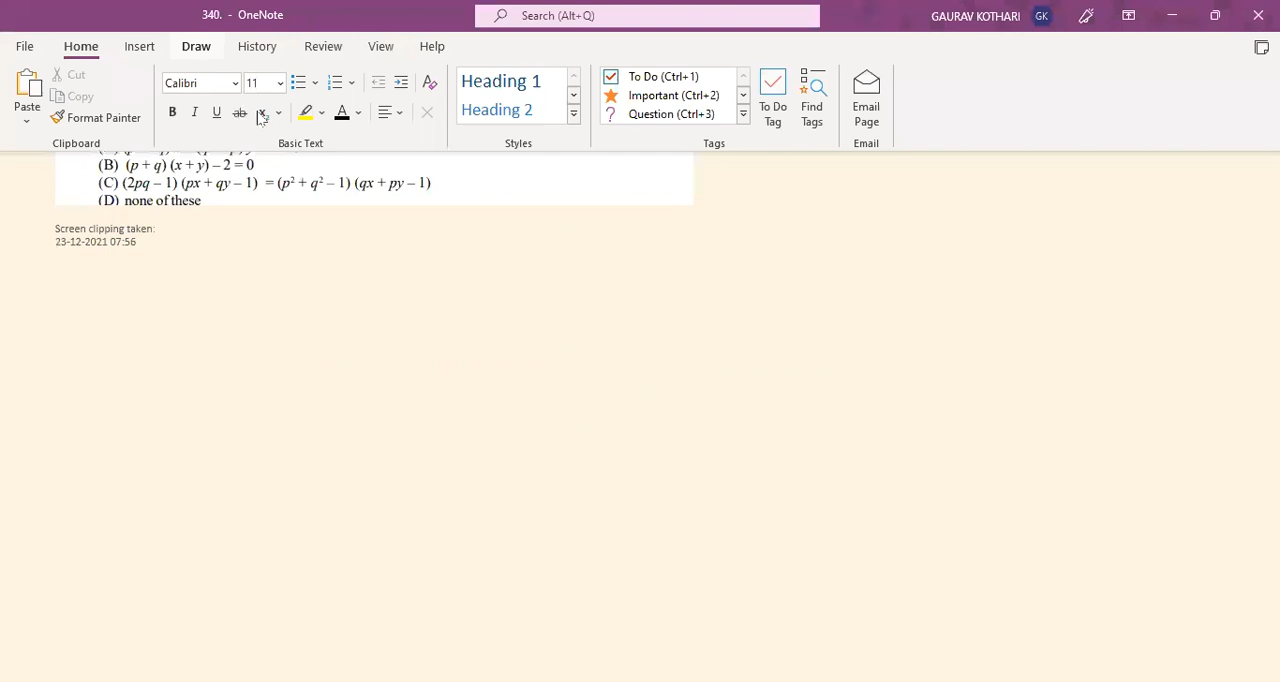 340. - OneNote
Search (Alt+Q)
GAURAV KOTHARI GK
File Home Insert Draw History Review View Help
Paste
Cut
Copy
Format Painter
Clipboard
Calibri 11
B I U ab
A
Basic Text
Heading 1
Heading 2
Styles
To Do (Ctrl+1)
Important (Ctrl+2)
? Question (Ctrl+3)
To Do Tag
Find Tags
Tags
Email Page
Email
(B) (p + q) (x + y) – 2 = 0
(C) (2pq – 1) (px + qy – 1) = (p² + q² – 1) (qx + py – 1)
(D) none of these
Screen clipping taken:
23-12-2021 07:56